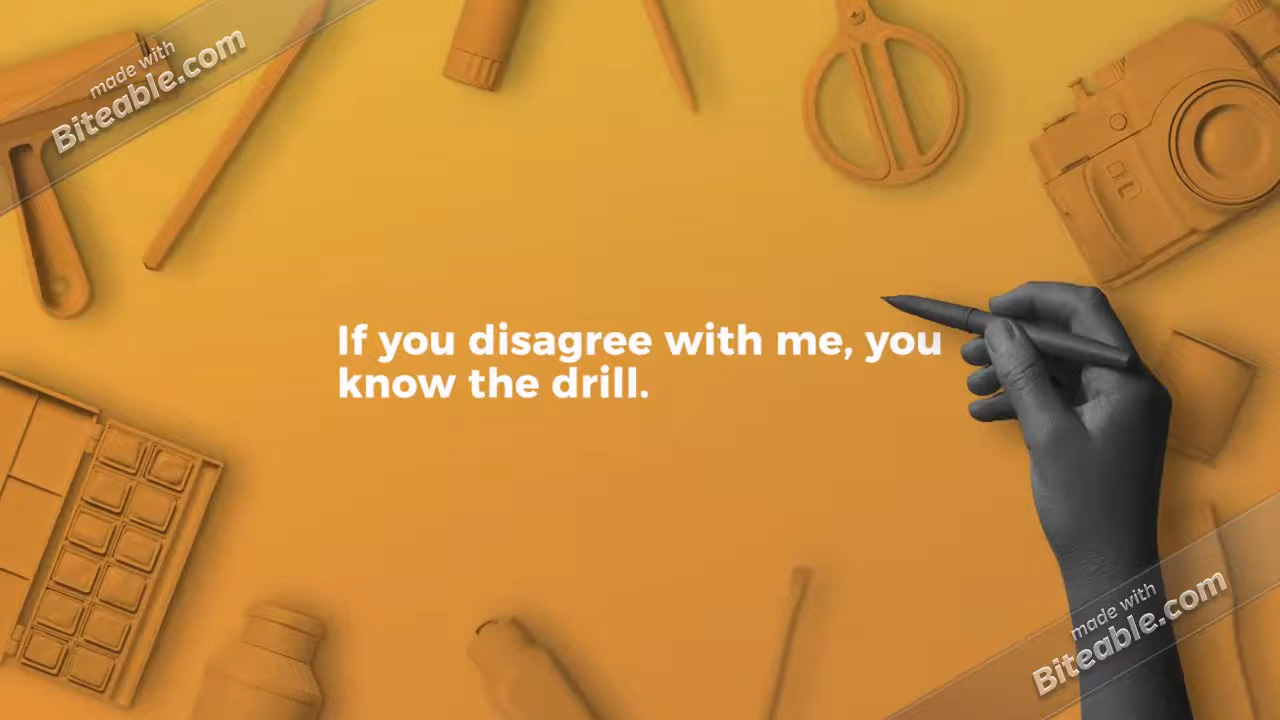 made with
Biteable.com
If you disagree with me, you
know the drill.
made with
Biteable.com